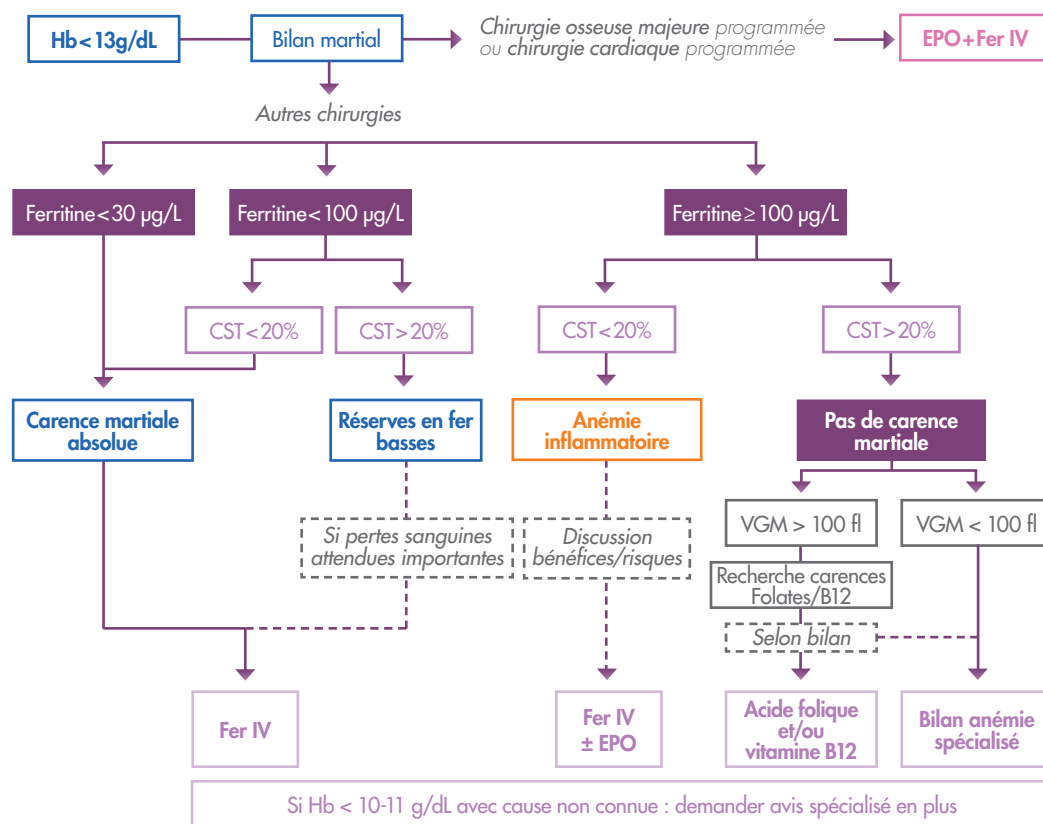 Hb < 13g/dL
Bilan martial
Chirurgie osseuse majeure programmée
ou chirurgie cardiaque programmée
EPO+Fer IV
Autres chirurgies
Ferritine < 30 µg/L
Ferritine < 100 µg/L
Ferritine ≥ 100 µg/L
CST < 20%
CST > 20%
CST < 20%
CST > 20%
Carence martiale
absolue
Réserves en fer
basses
Anémie
inflammatoire
Pas de carence
martiale
Si pertes sanguines
attendues importantes
Discussion
bénéfices/risques
VGM > 100 fl
VGM < 100 fl
Recherche carences
Folates/B12
Selon bilan
Fer IV
Fer IV
± EPO
Acide folique
et/ou
vitamine B12
Bilan anémie
spécialisé
Si Hb < 10-11 g/dL avec cause non connue : demander avis spécialisé en plus